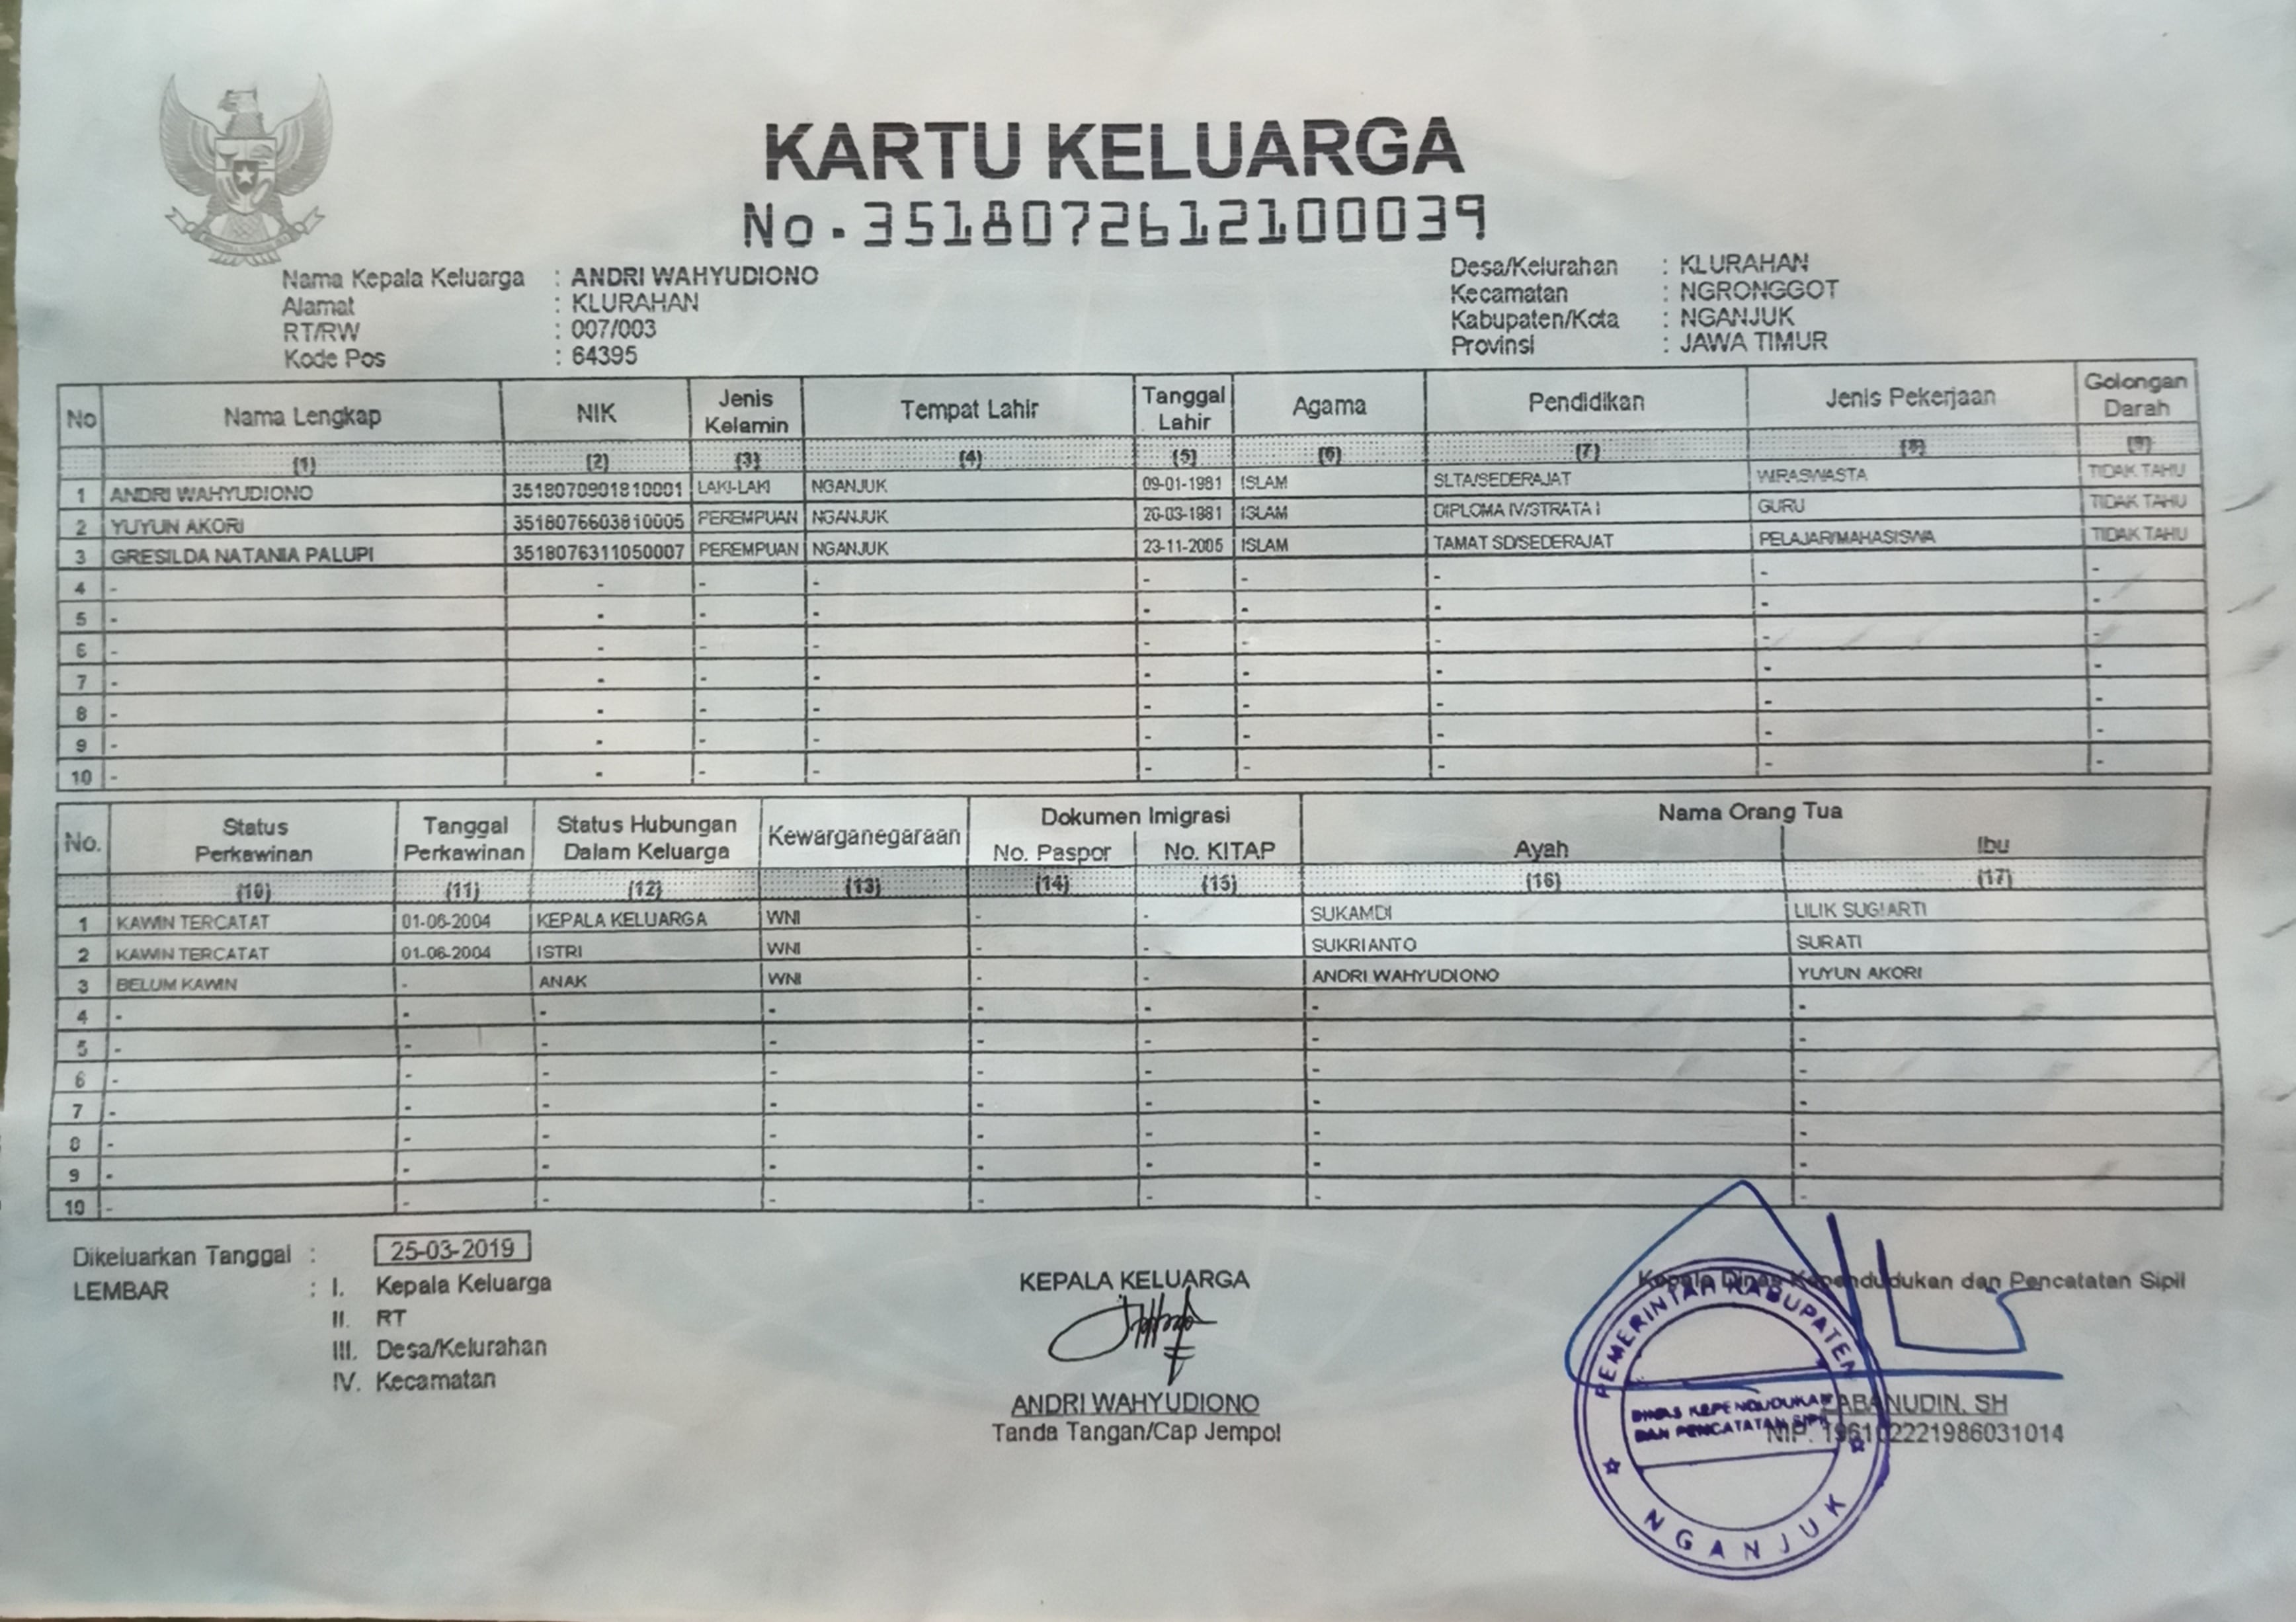 KARTU KELUARGA
No.3518072612100039
Nama Kepala Keluarga : ANDRI WAHYUDIONO
Alamat : KLURAHAN
RT/RW : 007/003
Kode Pos : 64395
Desa/Kelurahan : KLURAHAN
Kecamatan : NGRONGGOT
Kabupaten/Kota : NGANJUK
Provinsi : JAWA TIMUR
No Nama Lengkap NIK Jenis Kelamin Tempat Lahir Tanggal Lahir Agama Pendidikan Jenis Pekerjaan Golongan Darah
(1) (2) (3) (4) (5) (6) (7) (8) (9)
1 ANDRI WAHYUDIONO 3518070901810001 LAKI-LAKI NGANJUK 09-01-1981 ISLAM SLTA/SEDERAJAT WIRASWASTA TIDAK TAHU
2 YUYUN AKORI 3518076603810005 PEREMPUAN NGANJUK 26-03-1981 ISLAM DIPLOMA IV/STRATA I GURU TIDAK TAHU
3 GRESILDA NATANIA PALUPI 3518076311050007 PEREMPUAN NGANJUK 23-11-2005 ISLAM TAMAT SD/SEDERAJAT PELAJAR/MAHASISWA TIDAK TAHU
4 - - - - - - - - -
5 - - - - - - - - -
6 - - - - - - - - -
7 - - - - - - - - -
8 - - - - - - - - -
9 - - - - - - - - -
10 - - - - - - - - -
No. Status Perkawinan Tanggal Perkawinan Status Hubungan Dalam Keluarga Kewarganegaraan Dokumen Imigrasi No. Paspor No. KITAP Nama Orang Tua Ayah Ibu
(10) (11) (12) (13) (14) (15) (16) (17)
1 KAWIN TERCATAT 01-06-2004 KEPALA KELUARGA WNI - - SUKAMDI LILIK SUGIARTI
2 KAWIN TERCATAT 01-06-2004 ISTRI WNI - - SUKRIANTO SURATI
3 BELUM KAWIN - ANAK WNI - - ANDRI WAHYUDIONO YUYUN AKORI
4 - - - - - - - -
5 - - - - - - - -
6 - - - - - - - -
7 - - - - - - - -
8 - - - - - - - -
9 - - - - - - - -
10 - - - - - - - -
Dikeluarkan Tanggal : 25-03-2019
LEMBAR : I. Kepala Keluarga
II. RT
III. Desa/Kelurahan
IV. Kecamatan
KEPALA KELUARGA
ANDRI WAHYUDIONO
Tanda Tangan/Cap Jempol
Kepala Dinas Kependudukan dan Pencatatan Sipil
SH
NIP. 196102221986031014
PEMERINTAH KABUPATEN
DINAS KEPENDUDUKAN
DAN PENCATATAN SIPIL
NGANJUK